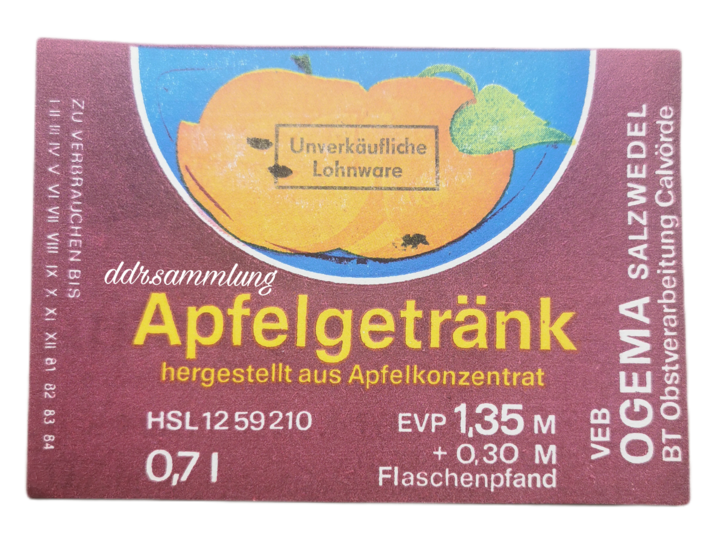 Unverkäufliche
Lohnware
ddrsammlung
Apfelgetränk
hergestellt aus Apfelkonzentrat
HSL 12 59 210
0,7 l
EVP 1,35 M
+ 0,30 M
Flaschenpfand
ZU VERBRAUCHEN BIS
I II III IV V VI VII VIII IX X XI XII 81 82 83 84
VEB
OGEMA SALZWEDEL
BT Obstverarbeitung Calvörde